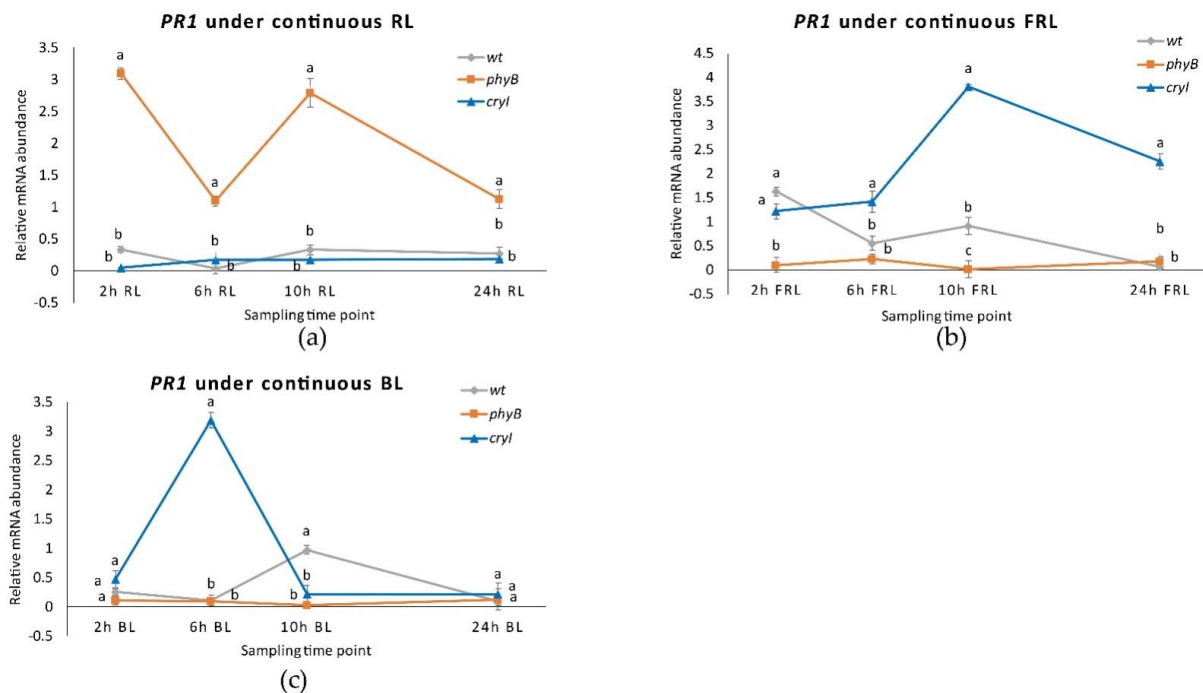 PR1 under continuous RL
Relative mRNA abundance
3.5
3
2.5
2
1.5
1
0.5
0
-0.5
a
a
a
a
b
b
b
b
b
b
b
b
wt
phyB
cryl
2h RL
6h RL
10h RL
24h RL
Sampling time point
(a)
PR1 under continuous FRL
Relative mRNA abundance
4.5
4
3.5
3
2.5
2
1.5
1
0.5
0
-0.5
a
a
b
a
b
b
a
b
c
a
b
b
wt
phyB
cryl
2h FRL
6h FRL
10h FRL
24h FRL
Sampling time point
(b)
PR1 under continuous BL
Relative mRNA abundance
3.5
3
2.5
2
1.5
1
0.5
0
-0.5
a
a
a
a
b
b
a
b
b
a
a
a
wt
phyB
cryl
2h BL
6h BL
10h BL
24h BL
Sampling time point
(c)